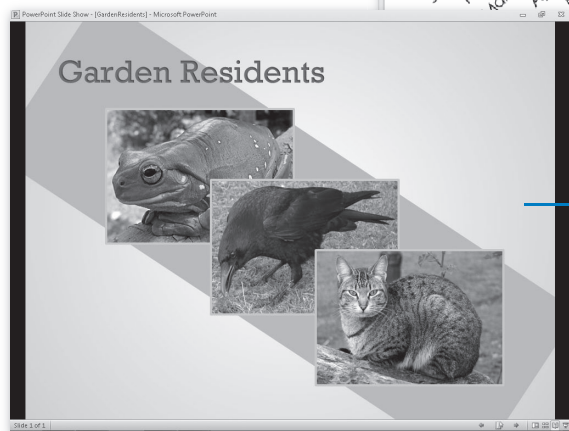 PowerPoint Slide Show - [GardenResidents] - Microsoft PowerPoint
Garden Residents
Slide 1 of 1